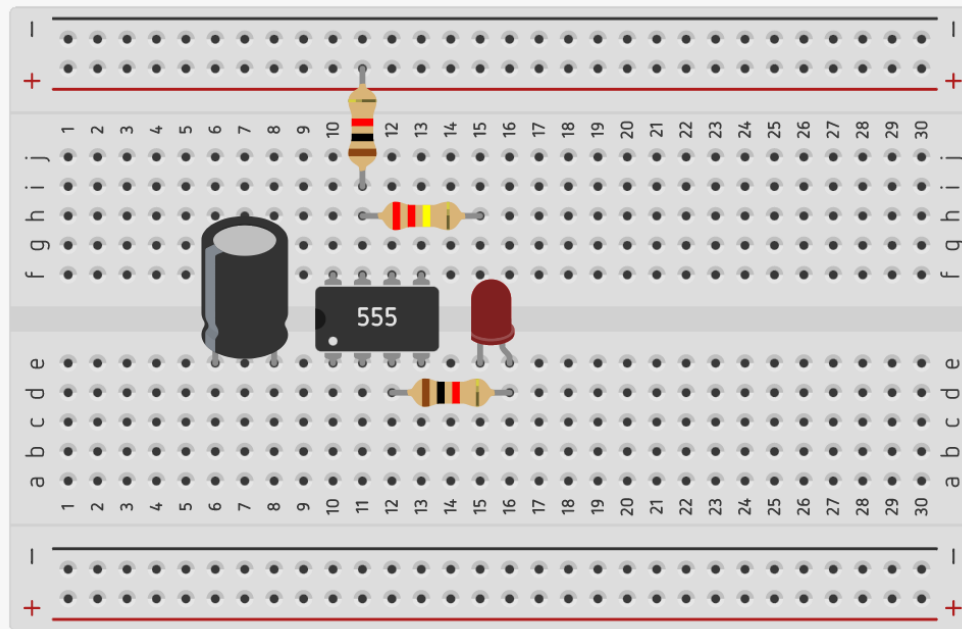 − −
+ +
1 2 3 4 5 6 7 8 9 10 11 12 13 14 15 16 17 18 19 20 21 22 23 24 25 26 27 28 29 30
j j
i i
h h
g g
f f
555
e e
d d
c c
b b
a a
1 2 3 4 5 6 7 8 9 10 11 12 13 14 15 16 17 18 19 20 21 22 23 24 25 26 27 28 29 30
− −
+ +